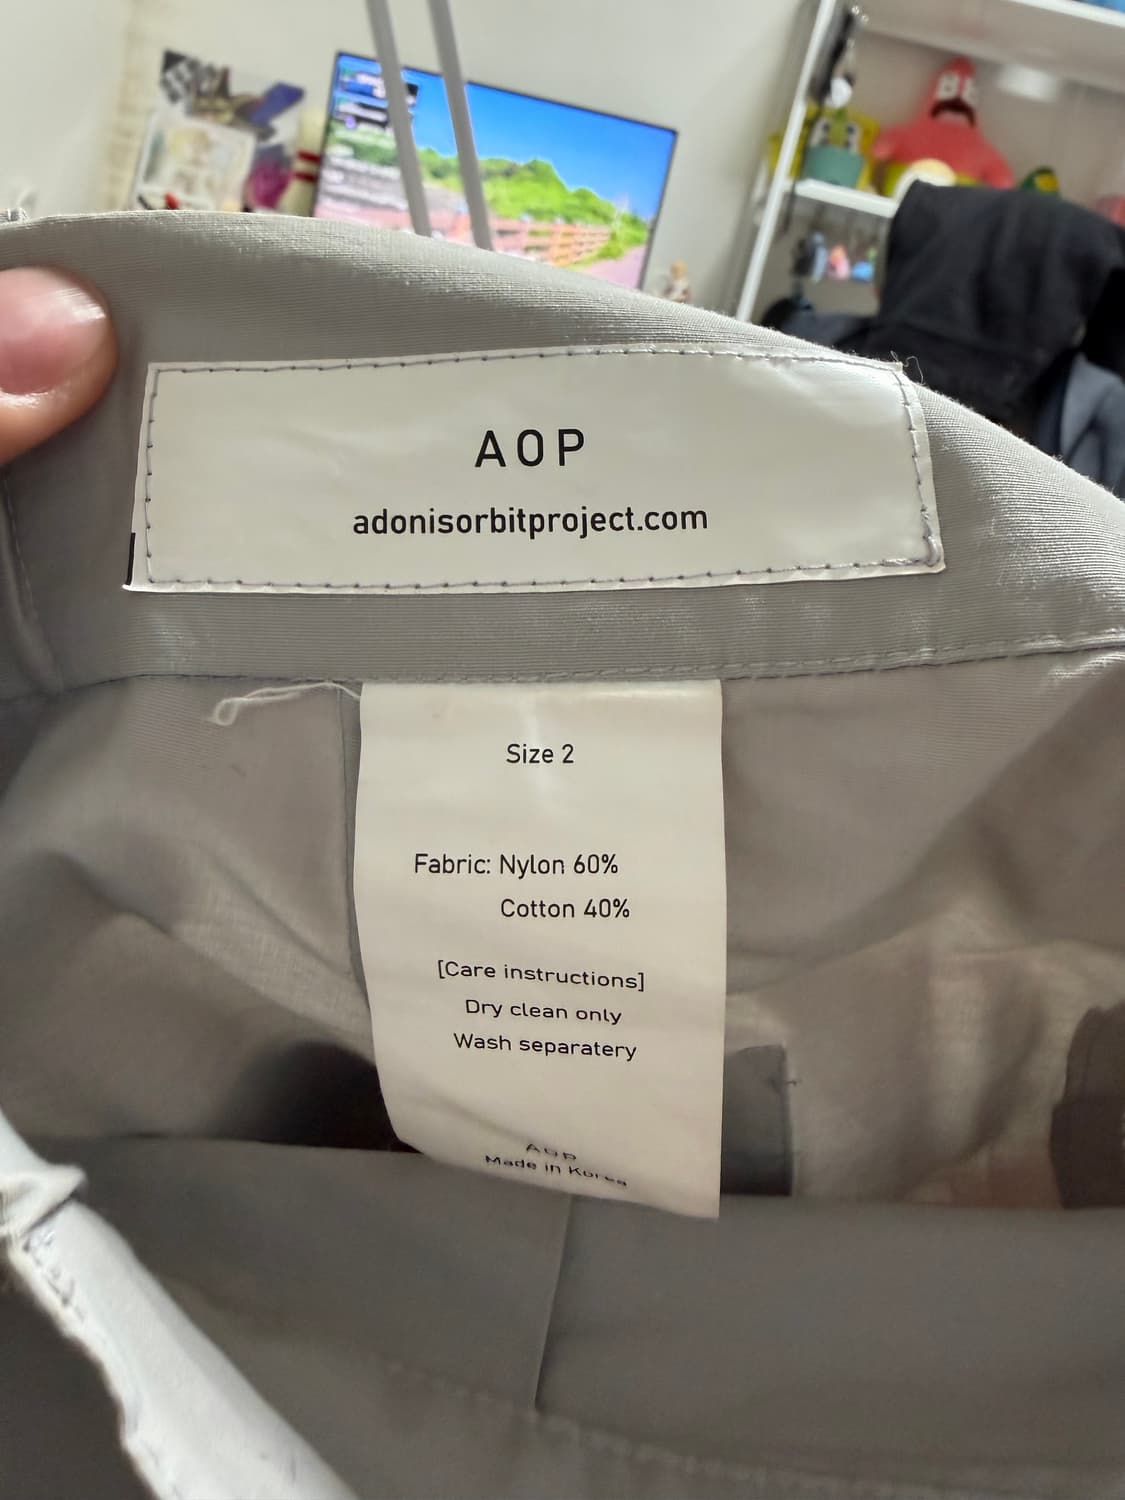 AOP
adonisorbitproject.com
Size 2
Fabric: Nylon 60%
Cotton 40%
[Care instructions]
Dry clean only
Wash separatery
AOP
Made in Korea